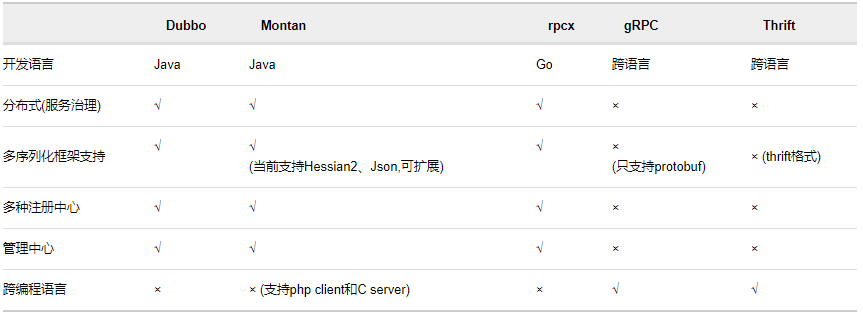 Dubbo Montan rpcx gRPC Thrift
开发语言 Java Java Go 跨语言 跨语言
分布式(服务治理) √ √ √ × ×
多序列化框架支持 √ √ √ × × (thrift格式)
(当前支持Hessian2、Json,可扩展) (只支持protobuf)
多种注册中心 √ √ √ × ×
管理中心 √ √ √ × ×
跨编程语言 × × (支持php client和C server) × √ √